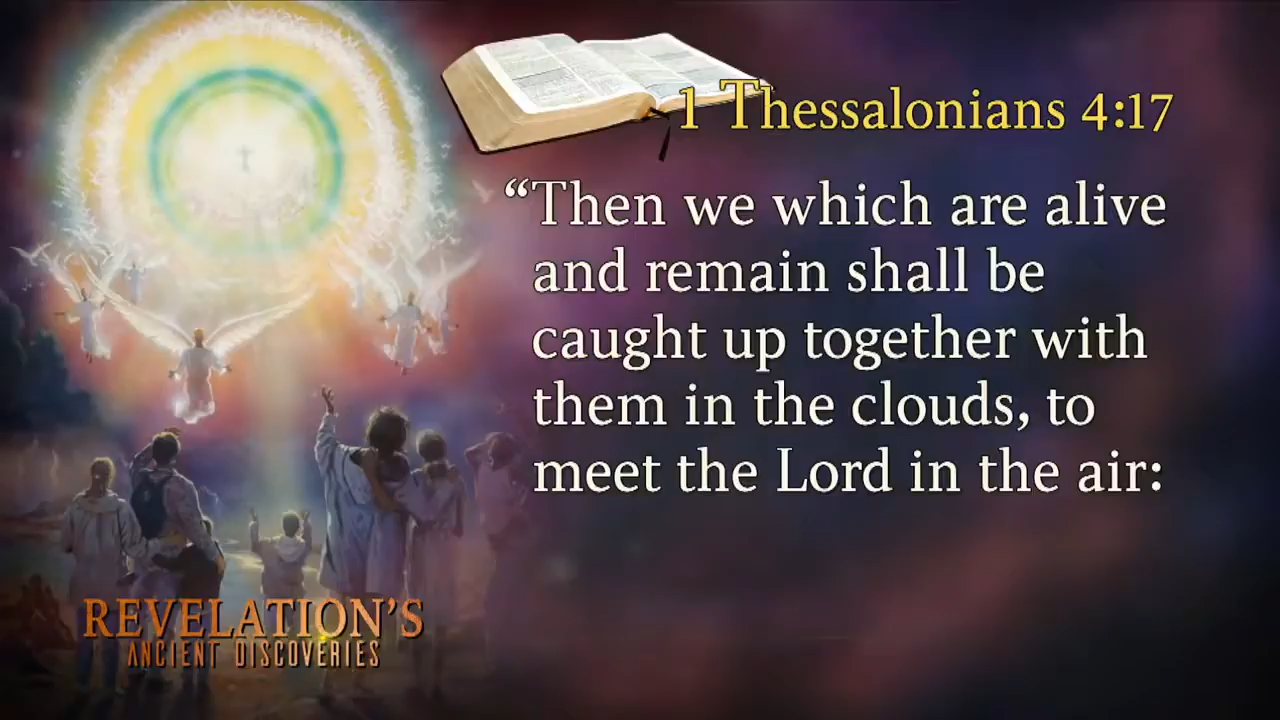 1 Thessalonians 4:17
“Then we which are alive
and remain shall be
caught up together with
them in the clouds, to
meet the Lord in the air:
REVELATION’S
ANCIENT DISCOVERIES